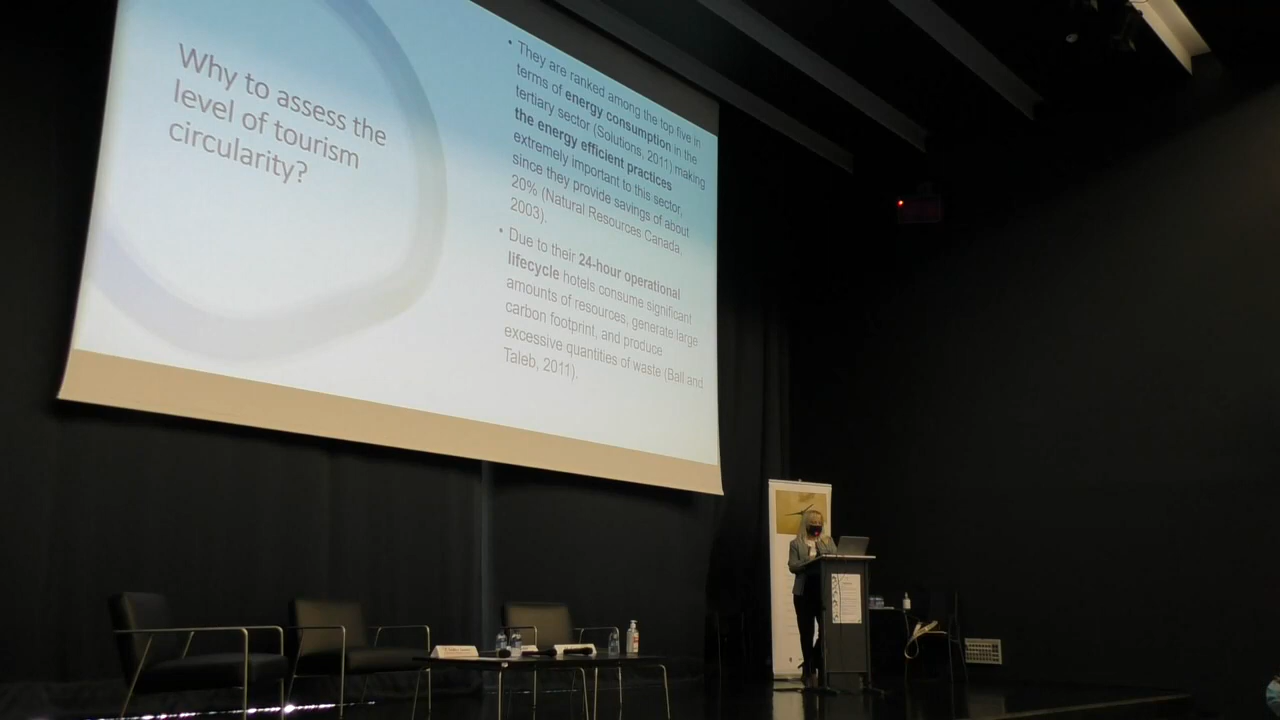 Why to assess the
level of tourism
circularity?
• They are ranked among the top five in
terms of energy consumption in the
tertiary sector (Solutions, 2011) making
the energy efficient practices
extremely important to this sector,
since they provide savings of about
20% (Natural Resources Canada,
2003).
• Due to their 24-hour operational
lifecycle hotels consume significant
amounts of resources, generate large
carbon footprint, and produce
excessive quantities of waste (Ball and
Taleb, 2011).